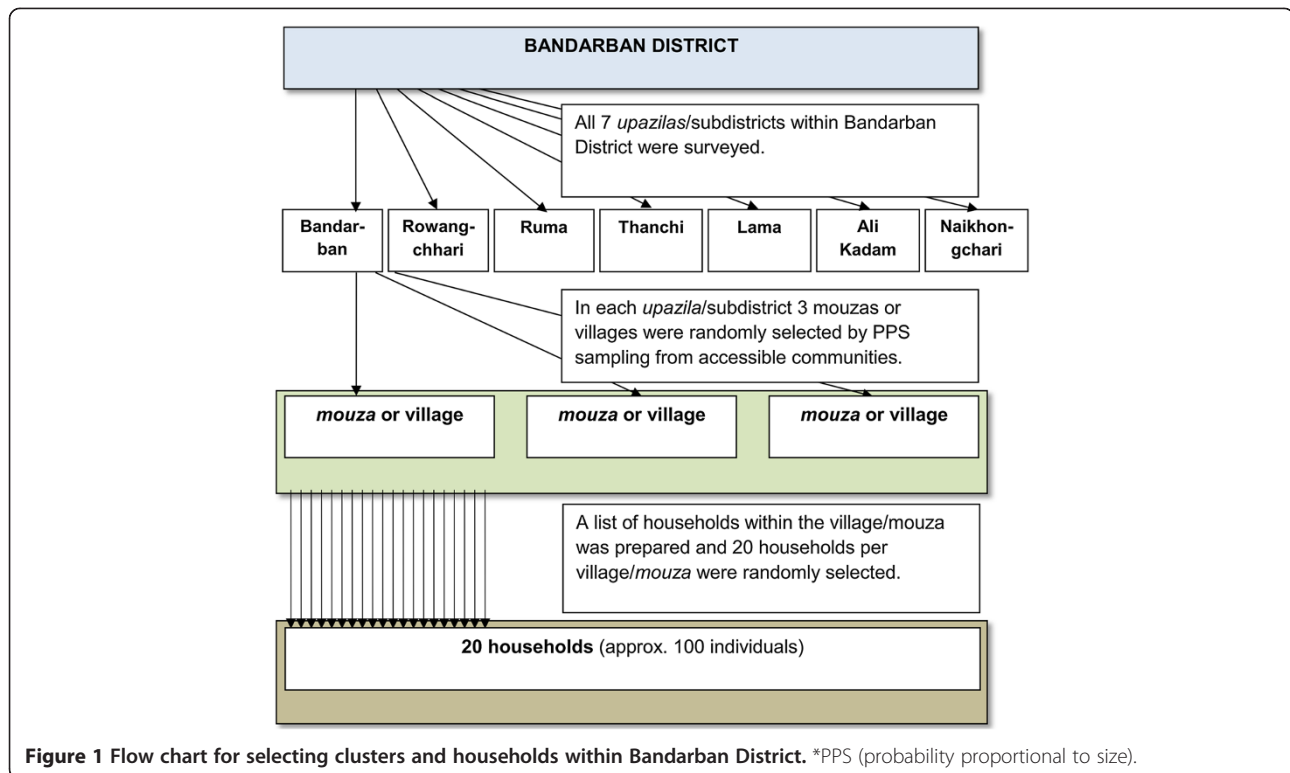 BANDARBAN DISTRICT
All 7 upazilas/subdistricts within Bandarban
District were surveyed.
Bandar-
ban
Rowang-
chhari
Ruma
Thanchi
Lama
Ali
Kadam
Naikhon-
gchari
In each upazila/subdistrict 3 mouzas or
villages were randomly selected by PPS
sampling from accessible communities.
mouza or village
mouza or village
mouza or village
A list of households within the village/mouza
was prepared and 20 households per
village/mouza were randomly selected.
20 households (approx. 100 individuals)
Figure 1 Flow chart for selecting clusters and households within Bandarban District. *PPS (probability proportional to size).